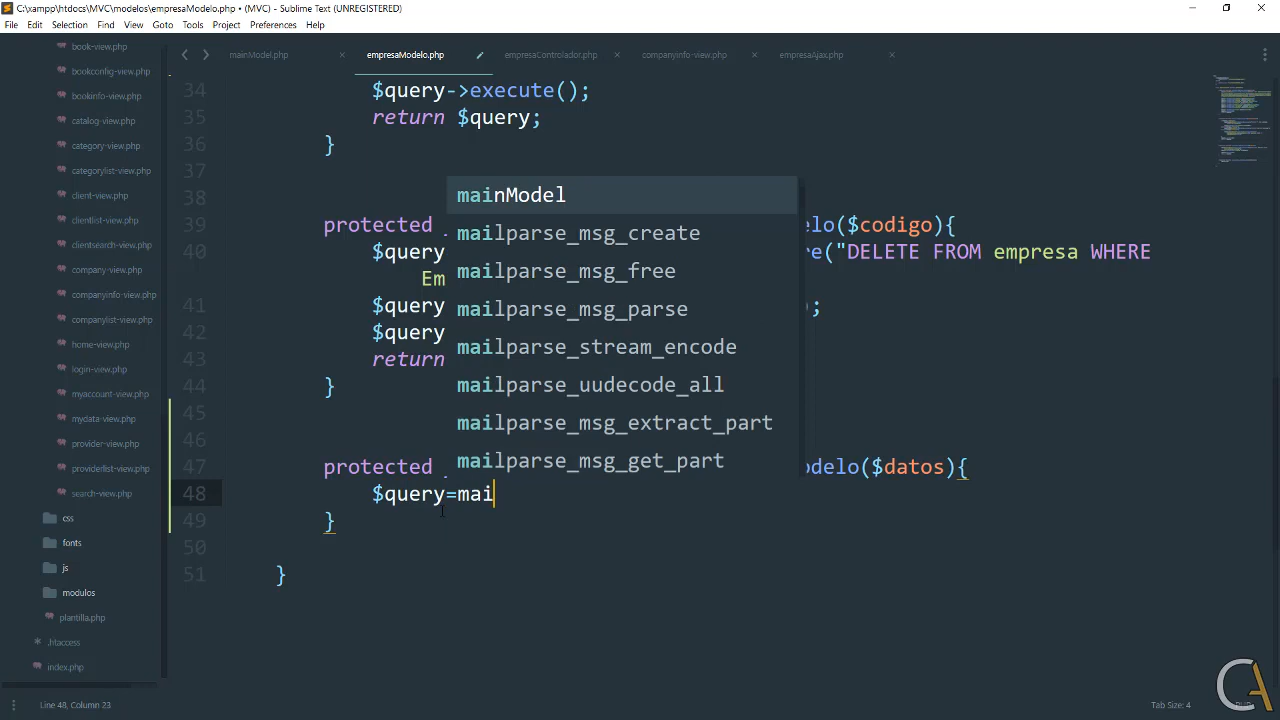 C:\xampp\htdocs\MVC\modelos\empresaModelo.php • (MVC) - Sublime Text (UNREGISTERED)
File Edit Selection Find View Goto Tools Project Preferences Help
book-view.php
bookconfig-view.php
bookinfo-view.php
catalog-view.php
category-view.php
categorylist-view.php
client-view.php
clientlist-view.php
clientsearch-view.php
company-view.php
companyinfo-view.php
companylist-view.php
home-view.php
login-view.php
myaccount-view.php
mydata-view.php
provider-view.php
providerlist-view.php
search-view.php
css
fonts
js
modulos
plantilla.php
.htaccess
index.php
mainModel.php empresaModelo.php empresaControlador.php companyinfo-view.php empresaAjax.php
34 $query->execute();
35 return $query;
36 }
37
38
39 protected elo($codigo){
40 $query re("DELETE FROM empresa WHERE
Em
41 $query ;
42 $query
43 return
44 }
45
46
47 protected odelo($datos){
48 $query=mai
49 }
50
51 }
mainModel
mailparse_msg_create
mailparse_msg_free
mailparse_msg_parse
mailparse_stream_encode
mailparse_uudecode_all
mailparse_msg_extract_part
mailparse_msg_get_part
Line 48, Column 23
Tab Size: 4
CA